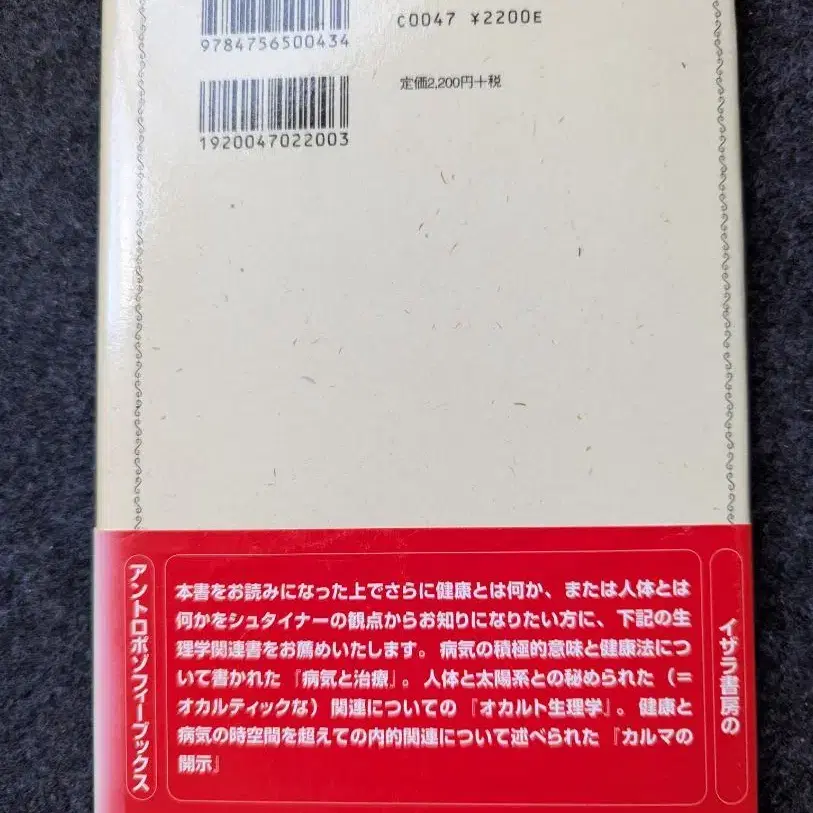 9784756500434
C0047 ¥2200E
定価2,200円+税
1920047022003
イザラ書房の
本書をお読みになった上でさらに健康とは何か、または人体とは
何かをシュタイナーの観点からお知りになりたい方に、下記の生
理学関連書をお薦めいたします。病気の積極的意味と健康法につ
いて書かれた『病気と治療』。人体と太陽系との秘められた(=
オカルティックな)関連についての『オカルト生理学』。健康と
病気の時空間を超えての内的関連について述べられた『カルマの
開示』
アントロポゾフィーブックス